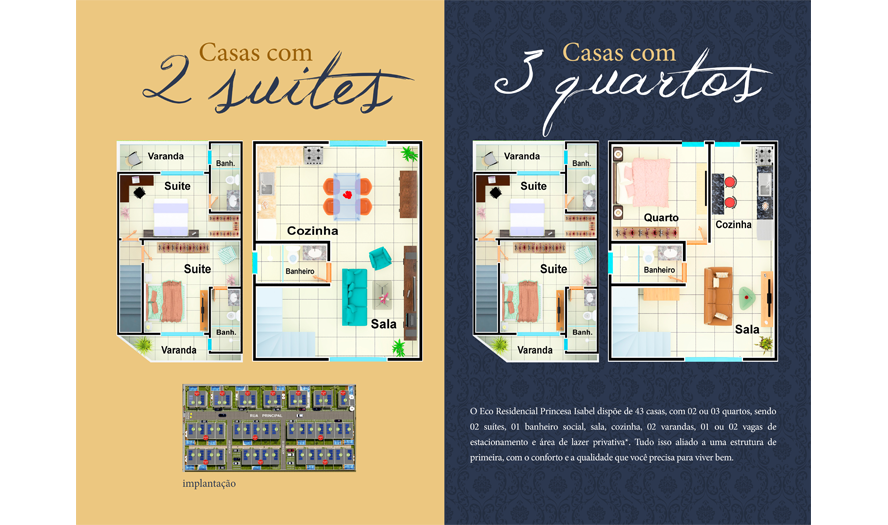 Casas com
2 suites
Varanda
Banh.
Suite
Suite
Banh.
Varanda
Cozinha
Banheiro
Sala
RUA PRINCIPAL
implantação
Casas com
3 quartos
Varanda
Banh.
Suite
Suite
Banh.
Varanda
Quarto
Cozinha
Banheiro
Sala
O Eco Residencial Princesa Isabel dispõe de 43 casas, com 02 ou 03 quartos, sendo
02 suítes, 01 banheiro social, sala, cozinha, 02 varandas, 01 ou 02 vagas de
estacionamento e área de lazer privativa*. Tudo isso aliado a uma estrutura de
primeira, com o conforto e a qualidade que você precisa para viver bem.